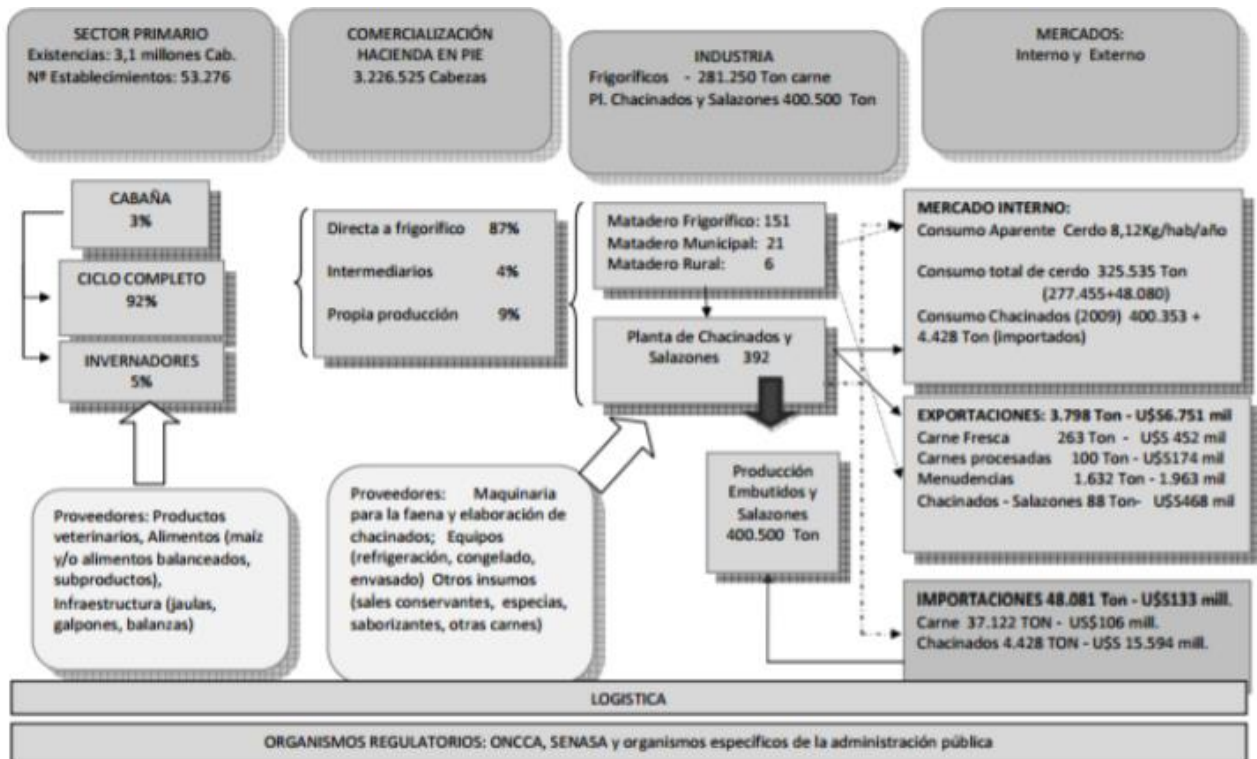 SECTOR PRIMARIO
Existencias: 3,1 millones Cab.
Nº Establecimientos: 53.276
COMERCIALIZACIÓN
HACIENDA EN PIE
3.226.525 Cabezas
INDUSTRIA
Frigoríficos - 281.250 Ton carne
Pl. Chacinados y Salazones 400.500 Ton
MERCADOS:
Interno y Externo
CABAÑA
3%
CICLO COMPLETO
92%
INVERNADORES
5%
Directa a frigorífico 87%
Intermediarios 4%
Propia producción 9%
Matadero Frigorífico: 151
Matadero Municipal: 21
Matadero Rural: 6
Planta de Chacinados y
Salazones 392
Producción
Embutidos y
Salazones
400.500 Ton
MERCADO INTERNO:
Consumo Aparente Cerdo 8,12Kg/hab/año
Consumo total de cerdo 325.535 Ton
(277.455+48.080)
Consumo Chacinados (2009) 400.353 +
4.428 Ton (importados)
EXPORTACIONES: 3.798 Ton - U$S6.751 mil
Carne Fresca 263 Ton - U$S 452 mil
Carnes procesadas 100 Ton - U$S174 mil
Menudencias 1.632 Ton - 1.963 mil
Chacinados - Salazones 88 Ton- U$S468 mil
IMPORTACIONES 48.081 Ton - U$S133 mill.
Carne 37.122 TON - US$106 mill.
Chacinados 4.428 TON - U$S 15.594 mill.
Proveedores: Productos
veterinarios, Alimentos (maíz
y/o alimentos balanceados,
subproductos),
Infraestructura (jaulas,
galpones, balanzas)
Proveedores: Maquinaria
para la faena y elaboración de
chacinados; Equipos
(refrigeración, congelado,
envasado) Otros insumos
(sales conservantes, especias,
saborizantes, otras carnes)
LOGISTICA
ORGANISMOS REGULATORIOS: ONCCA, SENASA y organismos específicos de la administración pública